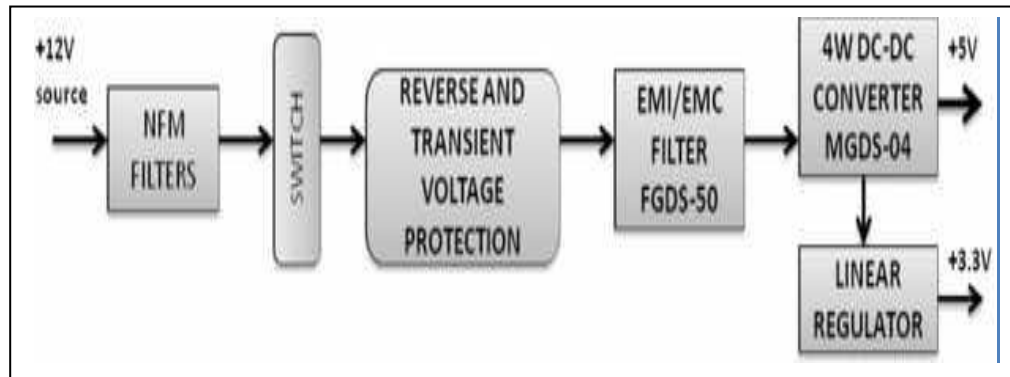 +12V
source
NFM
FILTERS
SWITCH
REVERSE AND
TRANSIENT
VOLTAGE
PROTECTION
EMI/EMC
FILTER
FGDS-50
4W DC-DC
CONVERTER
MGDS-04
+5V
LINEAR
REGULATOR
+3.3V